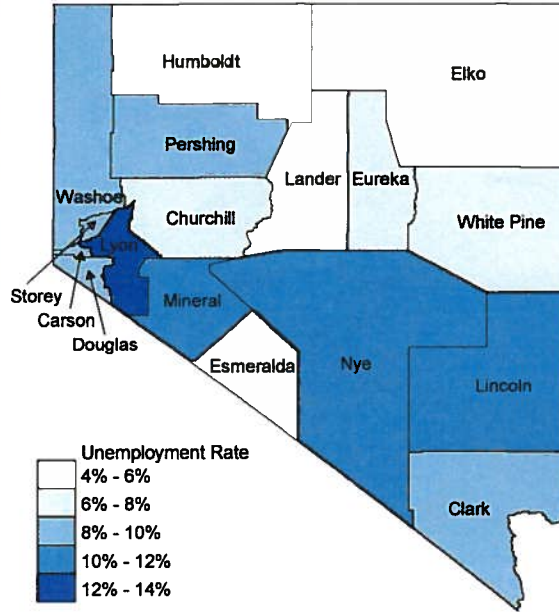 Humboldt
Elko
Pershing
Lander
Eureka
Washoe
Churchill
White Pine
Lyon
Storey
Carson
Douglas
Mineral
Esmeralda
Nye
Lincoln
Clark
Unemployment Rate
4% - 6%
6% - 8%
8% - 10%
10% - 12%
12% - 14%